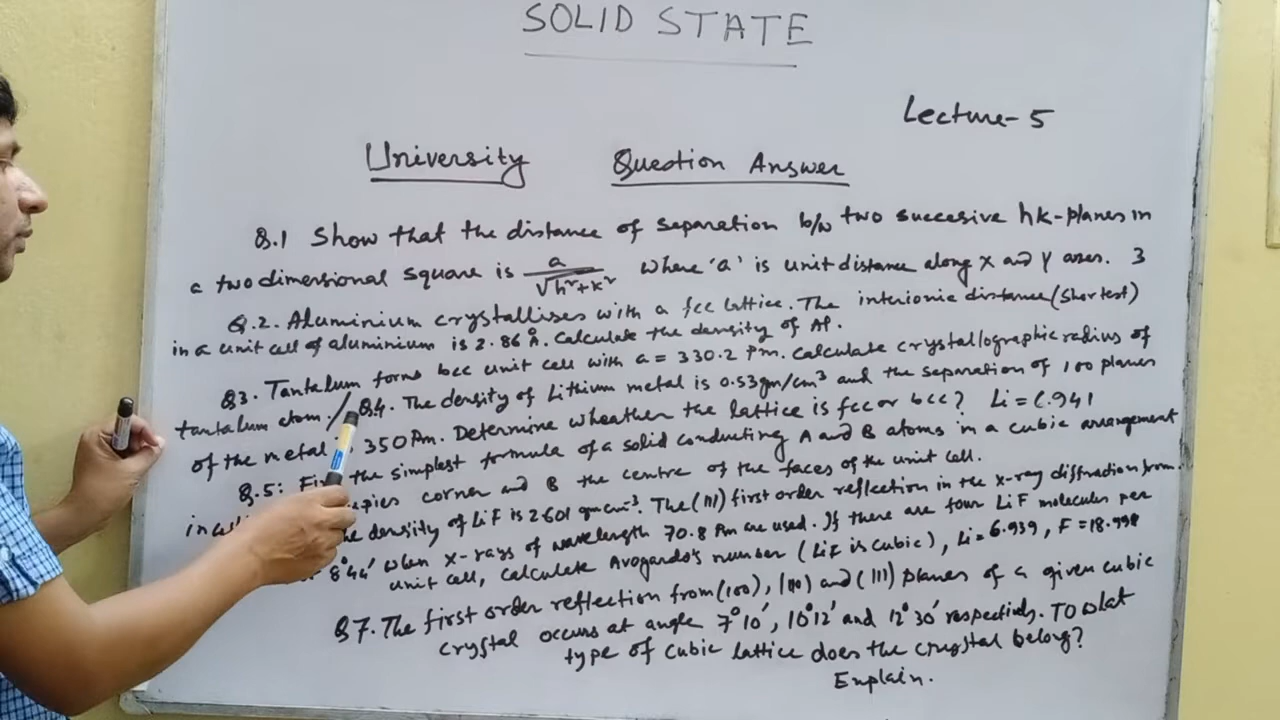 SOLID STATE
Lecture-5
University Question Answer
Q.1 Show that the distance of separation b/w two succesive hk-planes in
a two dimensional square is a/√h²+k² where 'a' is unit distance along x and y axes. 3
Q.2. Aluminium crystallises with a fcc lattice. The interionic distance (shortest)
in a unit cell of aluminium is 2.86 Å. Calculate the density of Al.
Q3. Tantalum forms bcc unit cell with a = 330.2 Pm. Calculate crystallographic radius of
tantalum atom. / Q4. The density of Lithium metal is 0.53gm/cm³ and the separation of 100 planes
of the metal 350 Pm. Determine wheather the lattice is fcc or bcc? Li = 6.941
Q.5: the simplest formula of a solid conducting A and B atoms in a cubic arrangement
in corner and B the centre of the faces of the unit cell.
density of LiF is 2.601 gm cm⁻³. The (111) first order reflection in the x-ray diffraction from
8°44' when x-rays of wavelength 70.8 Pm are used. If there are four LiF molecules per
unit cell, calculate Avogardo's number (LiF is cubic), Li = 6.939, F = 18.998
Q7. The first order reflection from (100), 110) and (111) planes of a given cubic
crystal occurs at angle 7°10', 10°12' and 12°30' respectively. To what
type of cubic lattice does the crystal belong?
Explain.